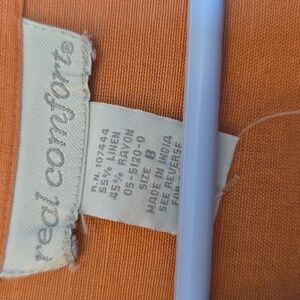 real comfort®
R.N. 107444
55% LINEN
45% RAYON
05-5120-0
SIZE 8
MADE IN INDIA
SEE REVERSE
FOR